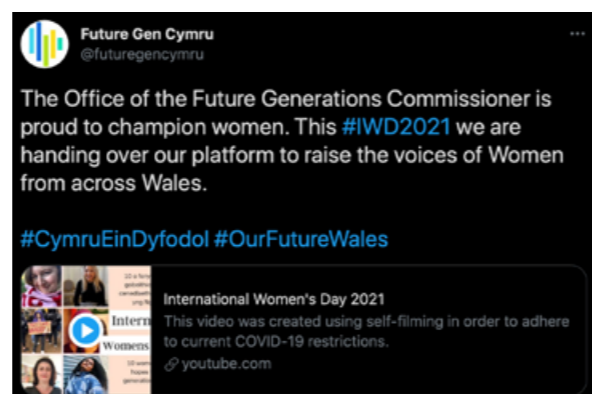 Future Gen Cymru
@futuregencymru
The Office of the Future Generations Commissioner is
proud to champion women. This #IWD2021 we are
handing over our platform to raise the voices of Women
from across Wales.
#CymruEinDyfodol #OurFutureWales
Intern
Womens
International Women's Day 2021
This video was created using self-filming in order to adhere
to current COVID-19 restrictions.
youtube.com